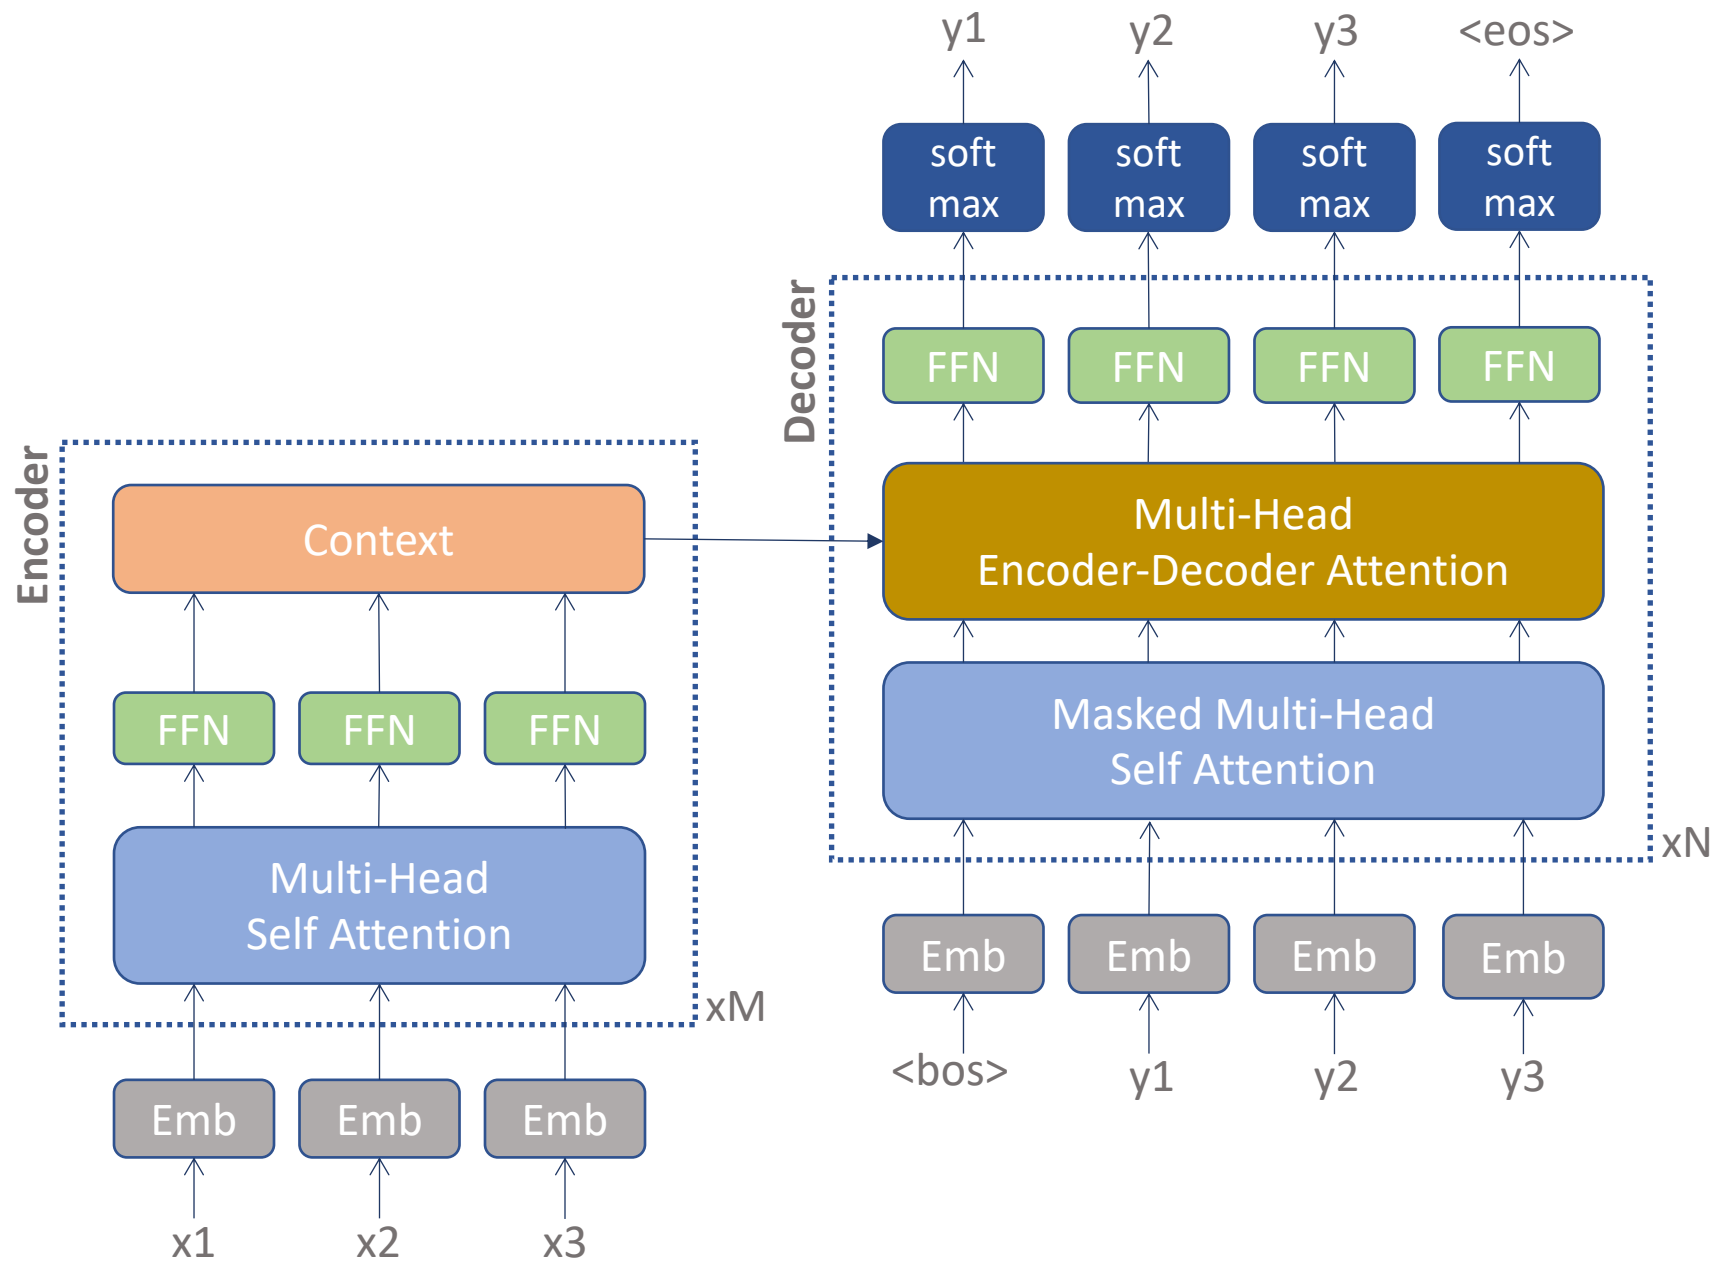 y1 y2 y3 <eos>
soft soft soft soft
max max max max
Decoder
FFN FFN FFN FFN
Multi-Head
Encoder-Decoder Attention
Masked Multi-Head
Self Attention
xN
Emb Emb Emb Emb
<bos> y1 y2 y3
Encoder
Context
FFN FFN FFN
Multi-Head
Self Attention
xM
Emb Emb Emb
x1 x2 x3